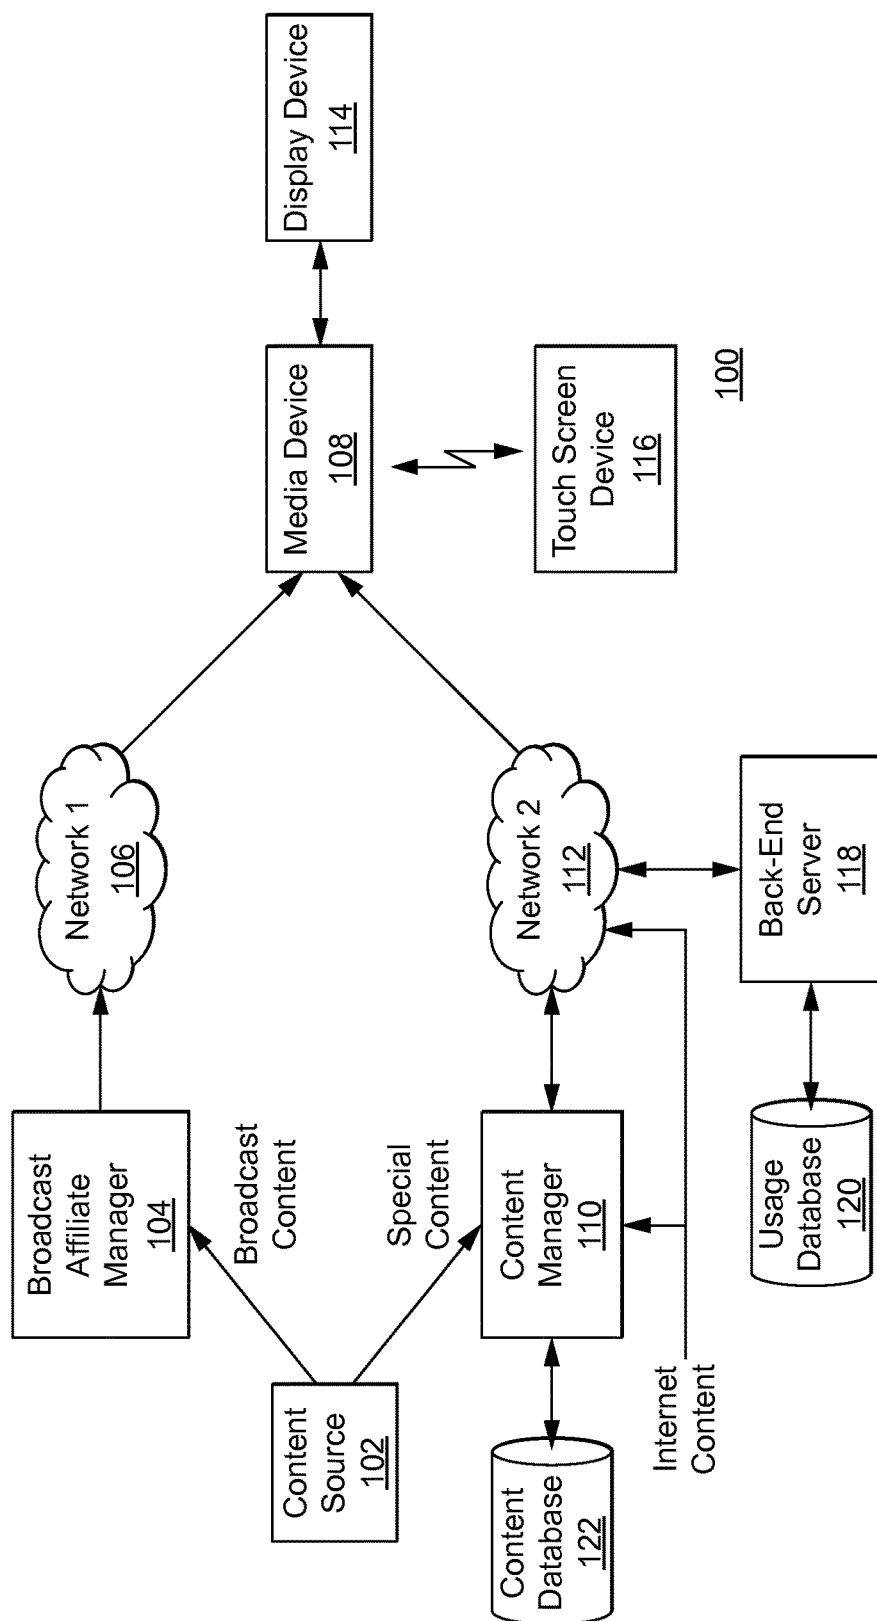 Content
Source
102
Broadcast
Affiliate
Manager
104
Broadcast
Content
Special
Content
Network 1
106
Media Device
108
Display Device
114
Content
Database
122
Content
Manager
110
Network 2
112
Touch Screen
Device
116
Internet
Content
Usage
Database
120
Back-End
Server
118
100